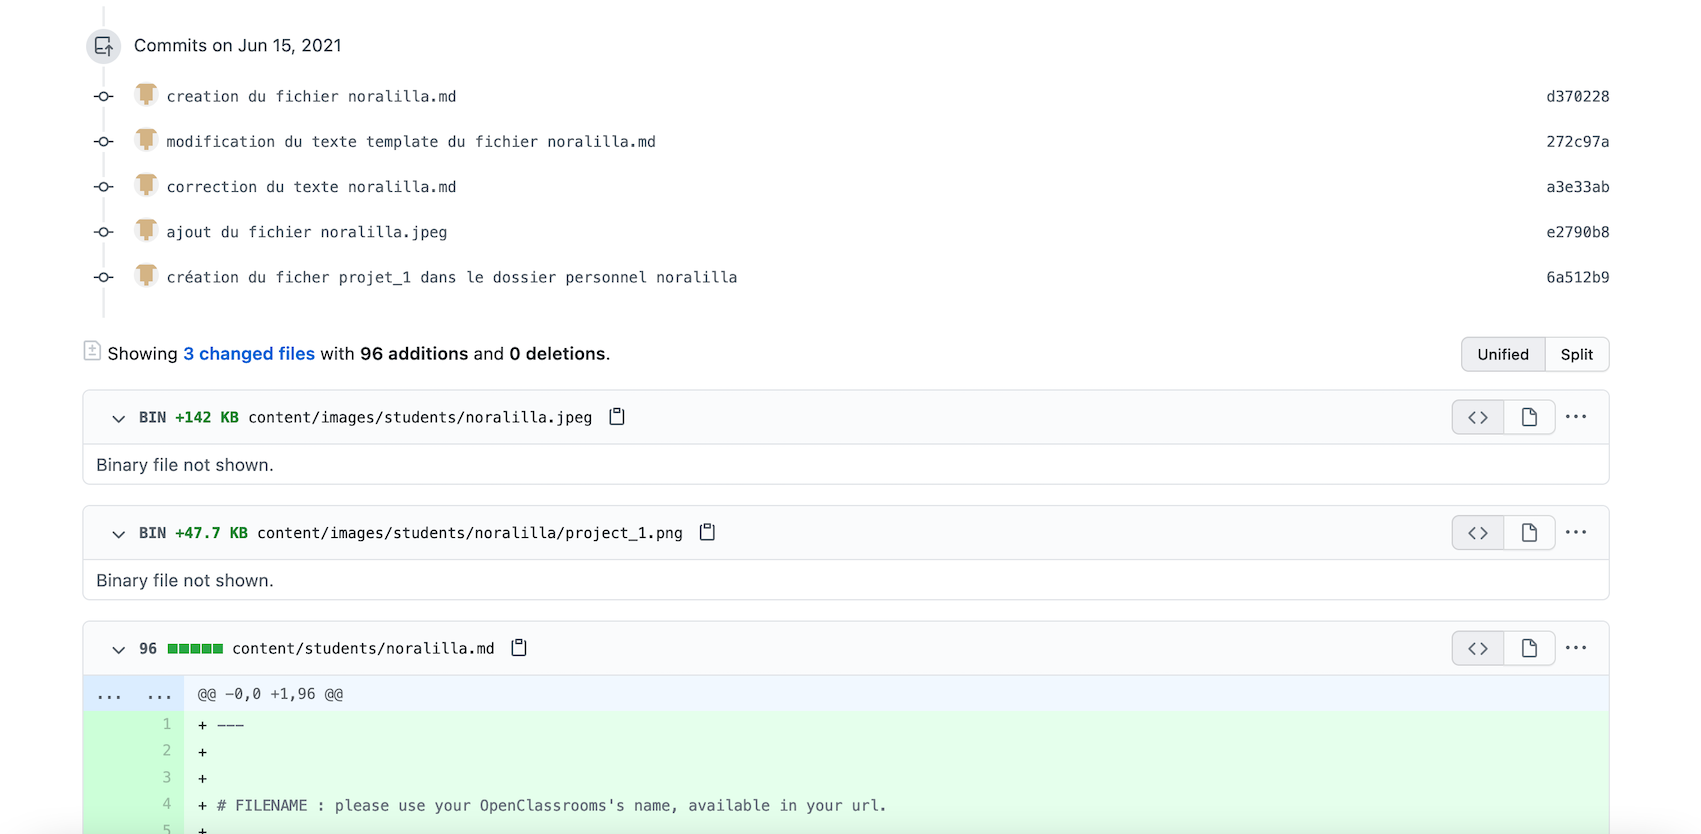 Commits on Jun 15, 2021
creation du fichier noralilla.md d370228
modification du texte template du fichier noralilla.md 272c97a
correction du texte noralilla.md a3e33ab
ajout du fichier noralilla.jpeg e2790b8
création du ficher projet_1 dans le dossier personnel noralilla 6a512b9
Showing 3 changed files with 96 additions and 0 deletions. Unified Split
BIN +142 KB content/images/students/noralilla.jpeg ...
Binary file not shown.
BIN +47.7 KB content/images/students/noralilla/project_1.png ...
Binary file not shown.
96 content/students/noralilla.md ...
... ... @@ -0,0 +1,96 @@
1 + ---
2 +
3 +
4 + # FILENAME : please use your OpenClassrooms's name, available in your url.
5 +